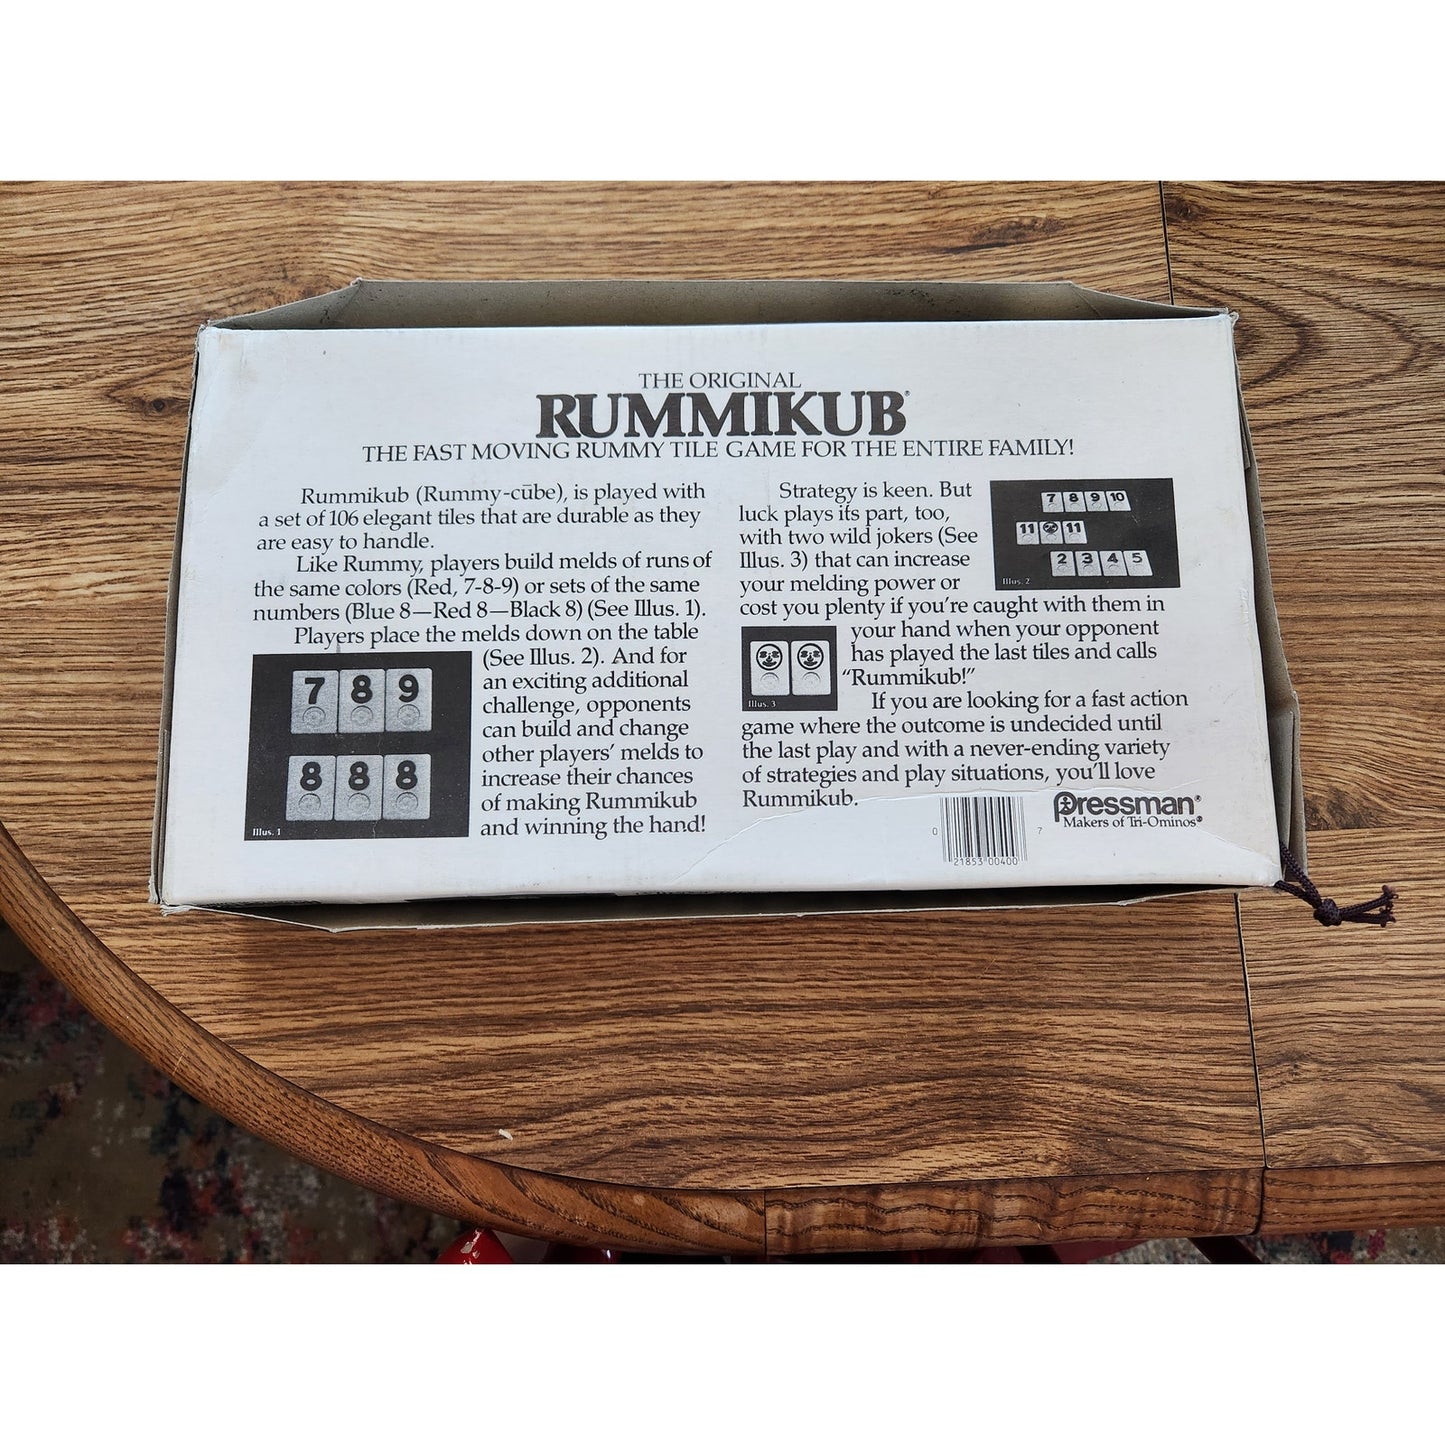 THE ORIGINAL
RUMMIKUB®
THE FAST MOVING RUMMY TILE GAME FOR THE ENTIRE FAMILY!
Rummikub (Rummy-cūbe), is played with
a set of 106 elegant tiles that are durable as they
are easy to handle.
Like Rummy, players build melds of runs of
the same colors (Red, 7-8-9) or sets of the same
numbers (Blue 8—Red 8—Black 8) (See Illus. 1).
Players place the melds down on the table
(See Illus. 2). And for
an exciting additional
challenge, opponents
can build and change
other players' melds to
increase their chances
of making Rummikub
and winning the hand!
7 8 9
8 8 8
Illus. 1
Strategy is keen. But
luck plays its part, too,
with two wild jokers (See
Illus. 3) that can increase
your melding power or
cost you plenty if you're caught with them in
your hand when your opponent
has played the last tiles and calls
"Rummikub!"
If you are looking for a fast action
game where the outcome is undecided until
the last play and with a never-ending variety
of strategies and play situations, you'll love
Rummikub.
7 8 9 10
11 11
2 3 4 5
Illus. 2
Illus. 3
0 21853 00400 7
Pressman®
Makers of Tri-Ominos®